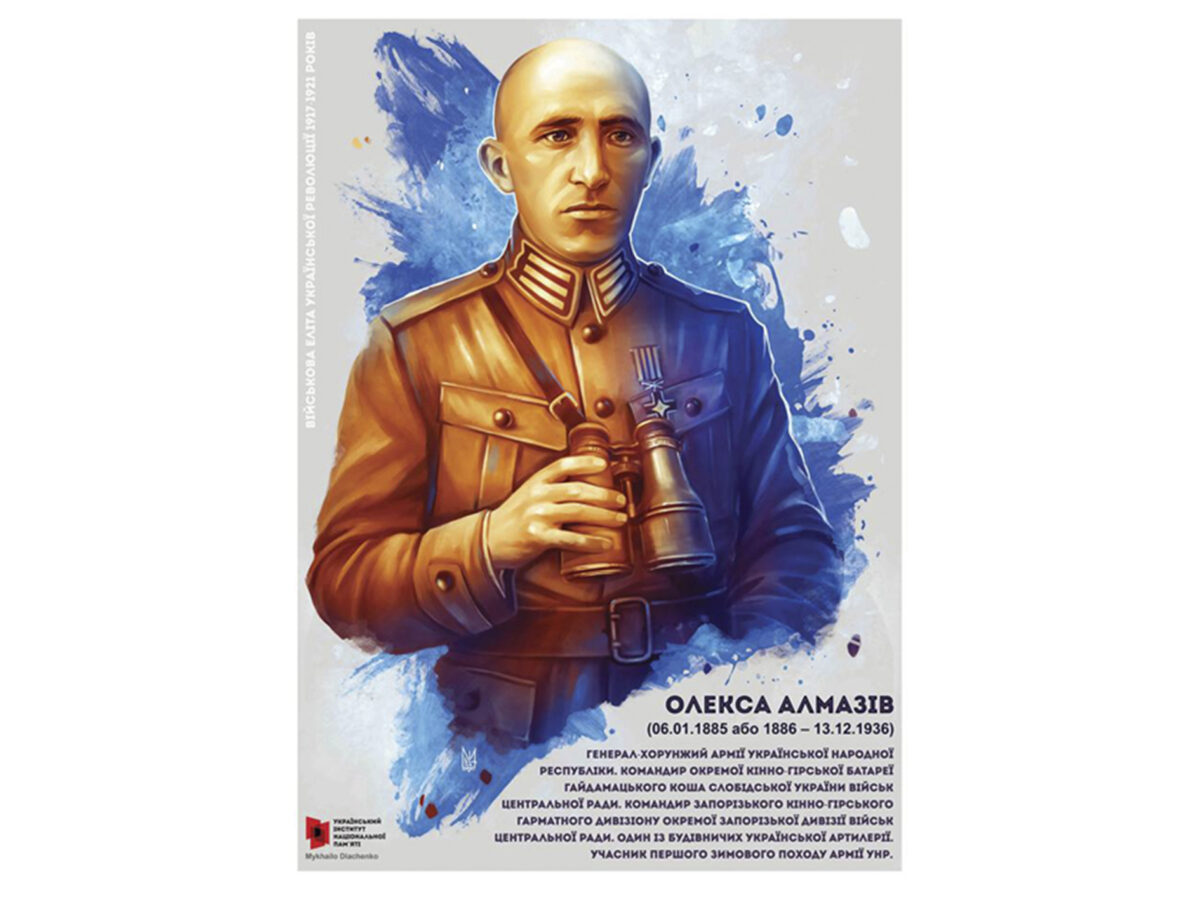 ВІЙСЬКОВА ЕЛІТА УКРАЇНСЬКОЇ РЕВОЛЮЦІЇ 1917-1921 РОКІВ
ОЛЕКСА АЛМАЗІВ
(06.01.1885 або 1886 – 13.12.1936)
ГЕНЕРАЛ-ХОРУНЖИЙ АРМІЇ УКРАЇНСЬКОЇ НАРОДНОЇ
РЕСПУБЛІКИ. КОМАНДИР ОКРЕМОЇ КІННО-ГІРСЬКОЇ БАТАРЕЇ
ГАЙДАМАЦЬКОГО КОША СЛОБІДСЬКОЇ УКРАЇНИ ВІЙСЬК
ЦЕНТРАЛЬНОЇ РАДИ. КОМАНДИР ЗАПОРІЗЬКОГО КІННО-ГІРСЬКОГО
ГАРМАТНОГО ДИВІЗІОНУ ОКРЕМОЇ ЗАПОРІЗЬКОЇ ДИВІЗІЇ ВІЙСЬК
ЦЕНТРАЛЬНОЇ РАДИ. ОДИН ІЗ БУДІВНИЧИХ УКРАЇНСЬКОЇ АРТИЛЕРІЇ.
УЧАСНИК ПЕРШОГО ЗИМОВОГО ПОХОДУ АРМІЇ УНР.
УКРАЇНСЬКИЙ
ІНСТИТУТ
НАЦІОНАЛЬНОЇ
ПАМ'ЯТІ
Mykhailo Diachenko